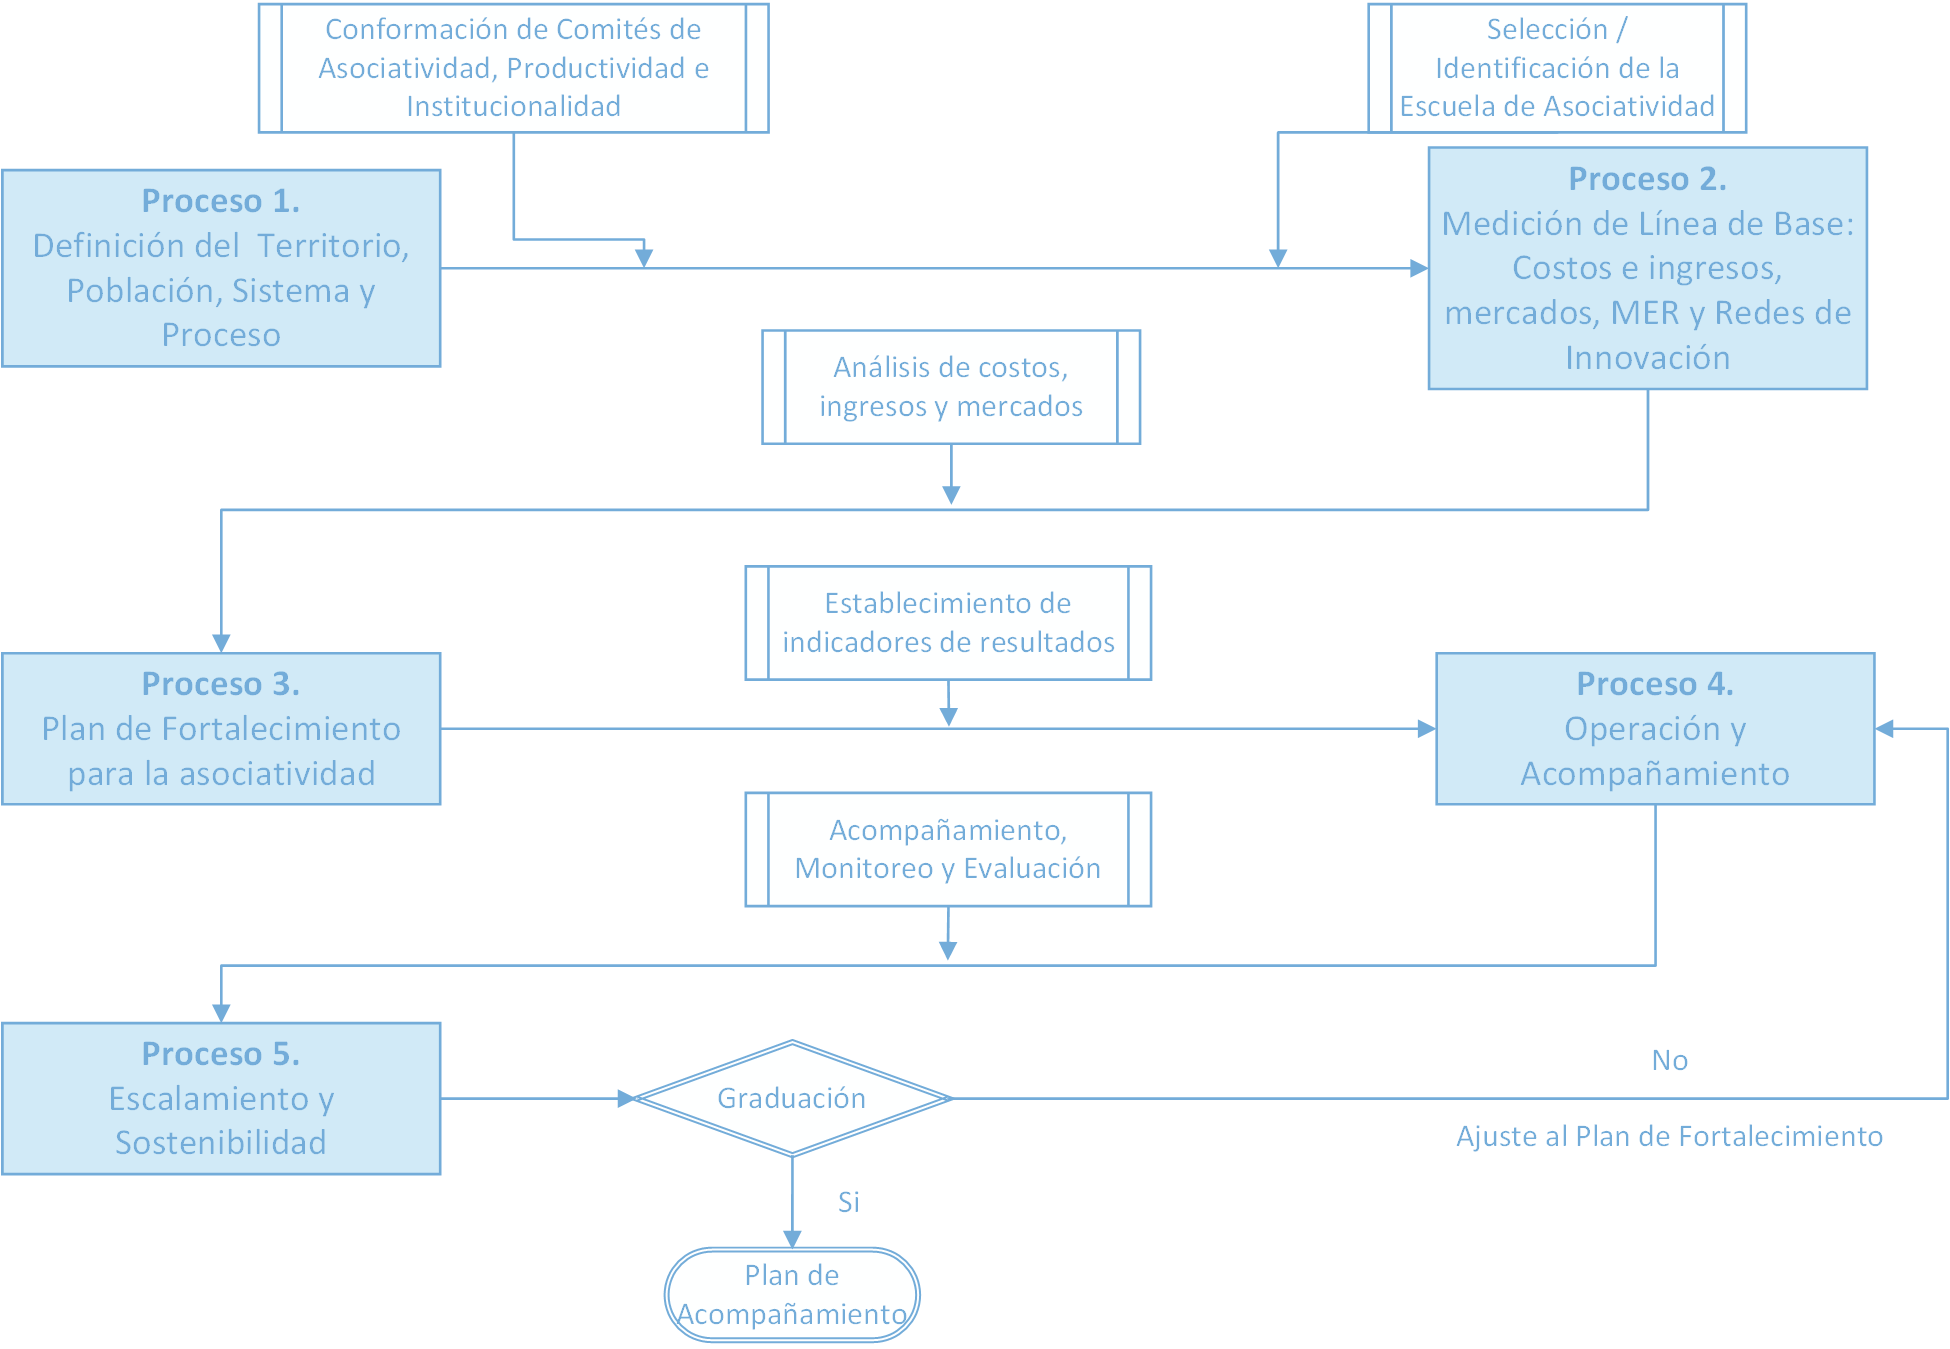 Conformación de Comités de
Asociatividad, Productividad e
Institucionalidad
Selección /
Identificación de la
Escuela de Asociatividad
Proceso 1.
Definición del Territorio,
Población, Sistema y
Proceso
Proceso 2.
Medición de Línea de Base:
Costos e ingresos,
mercados, MER y Redes de
Innovación
Análisis de costos,
ingresos y mercados
Establecimiento de
indicadores de resultados
Proceso 3.
Plan de Fortalecimiento
para la asociatividad
Proceso 4.
Operación y
Acompañamiento
Acompañamiento,
Monitoreo y Evaluación
Proceso 5.
Escalamiento y
Sostenibilidad
Graduación
No
Ajuste al Plan de Fortalecimiento
Si
Plan de
Acompañamiento